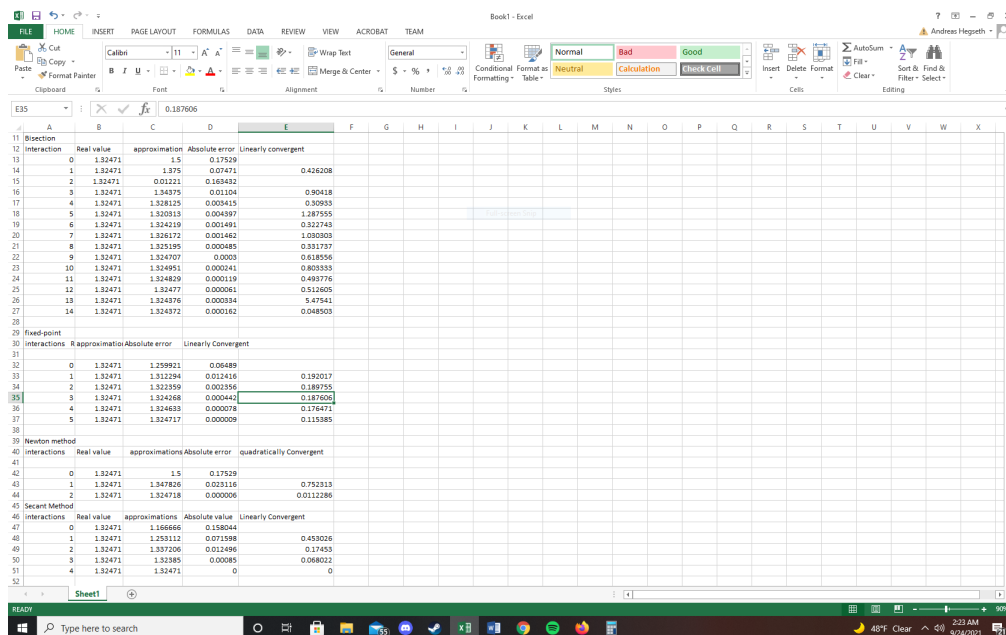 Book1 - Excel
FILE HOME INSERT PAGE LAYOUT FORMULAS DATA REVIEW VIEW ACROBAT TEAM Andreas Hegseth
Cut
Copy
Format Painter
Paste
Calibri 11
B I U
Wrap Text
Merge & Center
General
$ % ,
Conditional Formatting
Format as Table
Normal Bad Good
Neutral Calculation Check Cell
Insert Delete Format
AutoSum
Fill
Clear
Sort & Filter
Find & Select
Clipboard Font Alignment Number Styles Cells Editing
E35 fx 0.187606
A B C D E F G H I J K L M N O P Q R S T U V W X
11 Bisection
12 Interaction Real value approximation Absolute error Linearly convergent
13 0 1.32471 1.5 0.17529
14 1 1.32471 1.375 0.07471 0.426208
15 2 1.32471 0.01221 0.163432
16 3 1.32471 1.34375 0.01104 0.90418
17 4 1.32471 1.328125 0.003415 0.30933
18 5 1.32471 1.320313 0.004397 1.287555
19 6 1.32471 1.324219 0.001491 0.322743
20 7 1.32471 1.326172 0.001462 1.030303
21 8 1.32471 1.325195 0.000485 0.331737
22 9 1.32471 1.324707 0.0003 0.618556
23 10 1.32471 1.324951 0.000241 0.803333
24 11 1.32471 1.324829 0.000119 0.493776
25 12 1.32471 1.32477 0.000061 0.512605
26 13 1.32471 1.324376 0.000334 5.47541
27 14 1.32471 1.324372 0.000162 0.048503
28
29 fixed-point
30 interactions R approximatio Absolute error Linearly Convergent
31
32 0 1.32471 1.259921 0.06489
33 1 1.32471 1.312294 0.012416 0.192017
34 2 1.32471 1.322359 0.002356 0.189755
35 3 1.32471 1.324268 0.000442 0.187606
36 4 1.32471 1.324633 0.000078 0.176471
37 5 1.32471 1.324717 0.000009 0.115385
38
39 Newton method
40 interactions Real value approximations Absolute error quadratically Convergent
41
42 0 1.32471 1.5 0.17529
43 1 1.32471 1.347826 0.023116 0.752313
44 2 1.32471 1.324718 0.000006 0.0112286
45 Secant Method
46 interactions Real value approximations Absolute value Linearly Convergent
47 0 1.32471 1.166666 0.158044
48 1 1.32471 1.253112 0.071598 0.453026
49 2 1.32471 1.337206 0.012496 0.17453
50 3 1.32471 1.32385 0.00085 0.068022
51 4 1.32471 1.32471 0 0
52
Sheet1
READY 90%
Type here to search
55
48°F Clear
2:23 AM
9/24/2021